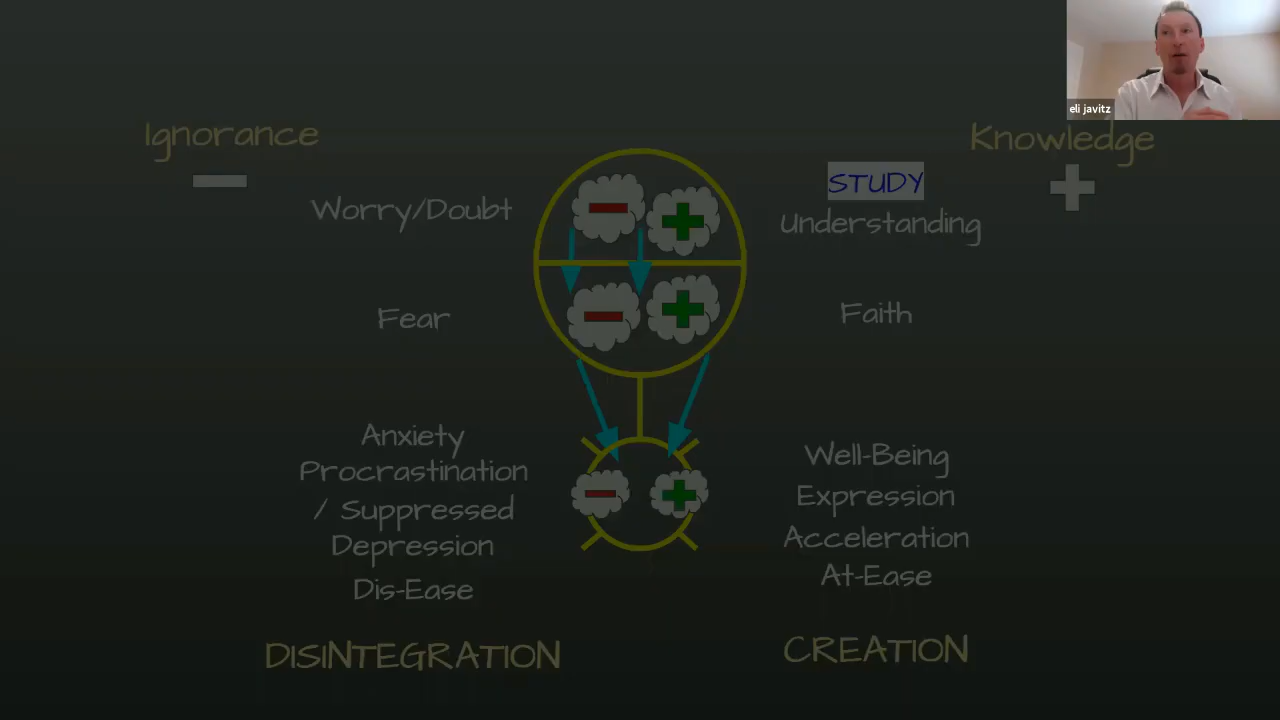 eli javitz
Ignorance
Knowledge
Worry/Doubt
STUDY
Understanding
Fear
Faith
Anxiety
Procrastination
/ Suppressed
Depression
Dis-Ease
Well-Being
Expression
Acceleration
At-Ease
DISINTEGRATION
CREATION